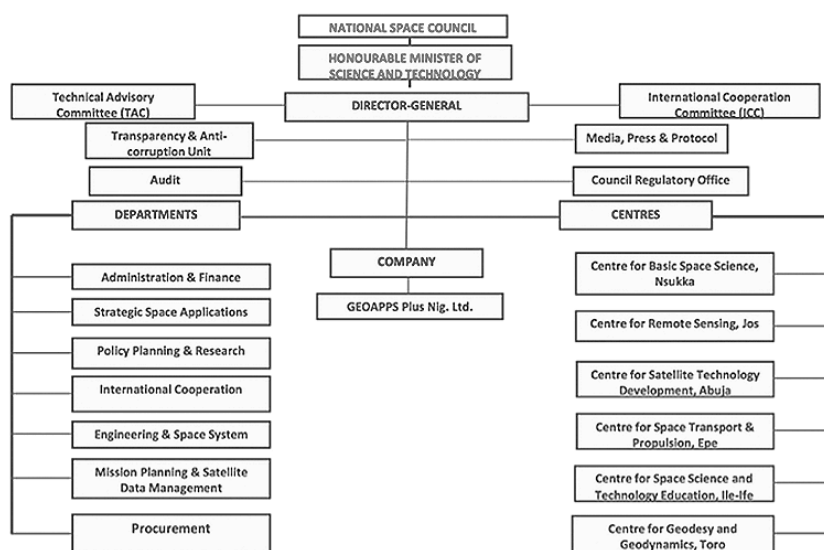 NATIONAL SPACE COUNCIL
HONOURABLE MINISTER OF
SCIENCE AND TECHNOLOGY
Technical Advisory
Committee (TAC)
DIRECTOR-GENERAL
International Cooperation
Committee (ICC)
Transparency & Anti-
corruption Unit
Media, Press & Protocol
Audit
Council Regulatory Office
DEPARTMENTS
CENTRES
COMPANY
GEOAPPS Plus Nig. Ltd.
Administration & Finance
Strategic Space Applications
Policy Planning & Research
International Cooperation
Engineering & Space System
Mission Planning & Satellite
Data Management
Procurement
Centre for Basic Space Science,
Nsukka
Centre for Remote Sensing, Jos
Centre for Satellite Technology
Development, Abuja
Centre for Space Transport &
Propulsion, Epe
Centre for Space Science and
Technology Education, Ile-Ife
Centre for Geodesy and
Geodynamics, Toro